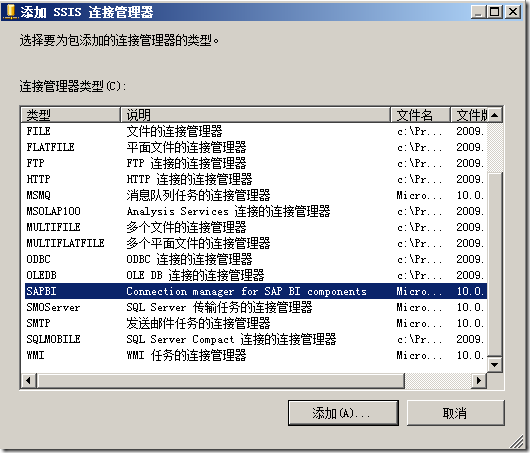 添加 SSIS 连接管理器
选择要为包添加的连接管理器的类型。
连接管理器类型(C):
类型 说明 文件名 文件版
FILE 文件的连接管理器 c:\Pr... 2009.
FLATFILE 平面文件的连接管理器 c:\Pr... 2009.
FTP FTP 连接的连接管理器 c:\Pr... 2009.
HTTP HTTP 连接的连接管理器 c:\Pr... 2009.
MSMQ 消息队列任务的连接管理器 Micro... 10.0.
MSOLAP100 Analysis Services 连接的连接管理器 c:\Pr... 2009.
MULTIFILE 多个文件的连接管理器 c:\Pr... 2009.
MULTIFLATFILE 多个平面文件的连接管理器 c:\Pr... 2009.
ODBC ODBC 连接的连接管理器 c:\Pr... 2009.
OLEDB OLE DB 连接的连接管理器 c:\Pr... 2009.
SAPBI Connection manager for SAP BI components Micro... 10.0.
SMOServer SQL Server 传输任务的连接管理器 Micro... 10.0.
SMTP 发送邮件任务的连接管理器 Micro... 10.0.
SQLMOBILE SQL Server Compact 连接的连接管理器 c:\Pr... 2009.
WMI WMI 任务的连接管理器 Micro... 10.0.
添加(A)... 取消